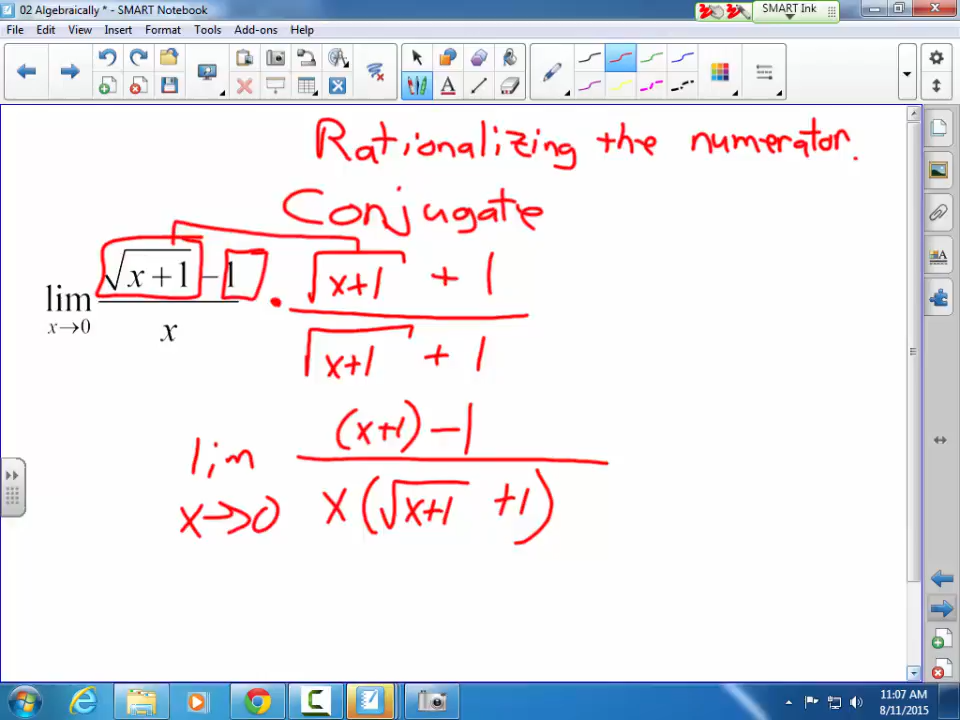 02 Algebraically * - SMART Notebook
SMART Ink
File Edit View Insert Format Tools Add-ons Help
Rationalizing the numerator.
Conjugate
lim x→0 (√(x+1) − 1)/x · (√(x+1) + 1)/(√(x+1) + 1)
lim x→0 ((x+1) − 1)/(x(√(x+1) + 1))
11:07 AM
8/11/2015